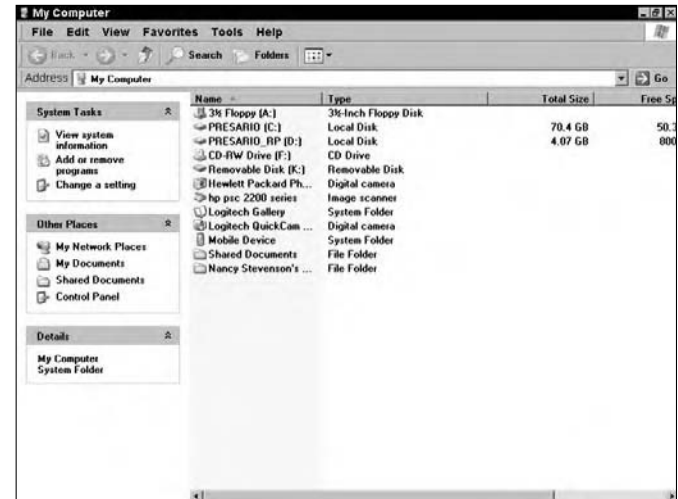 My Computer
File Edit View Favorites Tools Help
Back Search Folders
Address My Computer Go
System Tasks
View system
information
Add or remove
programs
Change a setting
Other Places
My Network Places
My Documents
Shared Documents
Control Panel
Details
My Computer
System Folder
Name Type Total Size Free Sp
3½ Floppy (A:) 3½-Inch Floppy Disk
PRESARIO (C:) Local Disk 70.4 GB 50.
PRESARIO_RP (D:) Local Disk 4.07 GB 800
CD-RW Drive (F:) CD Drive
Removable Disk (K:) Removable Disk
Hewlett Packard Ph... Digital camera
hp psc 2200 series Image scanner
Logitech Gallery System Folder
Logitech QuickCam ... Digital camera
Mobile Device System Folder
Shared Documents File Folder
Nancy Stevenson's ... File Folder